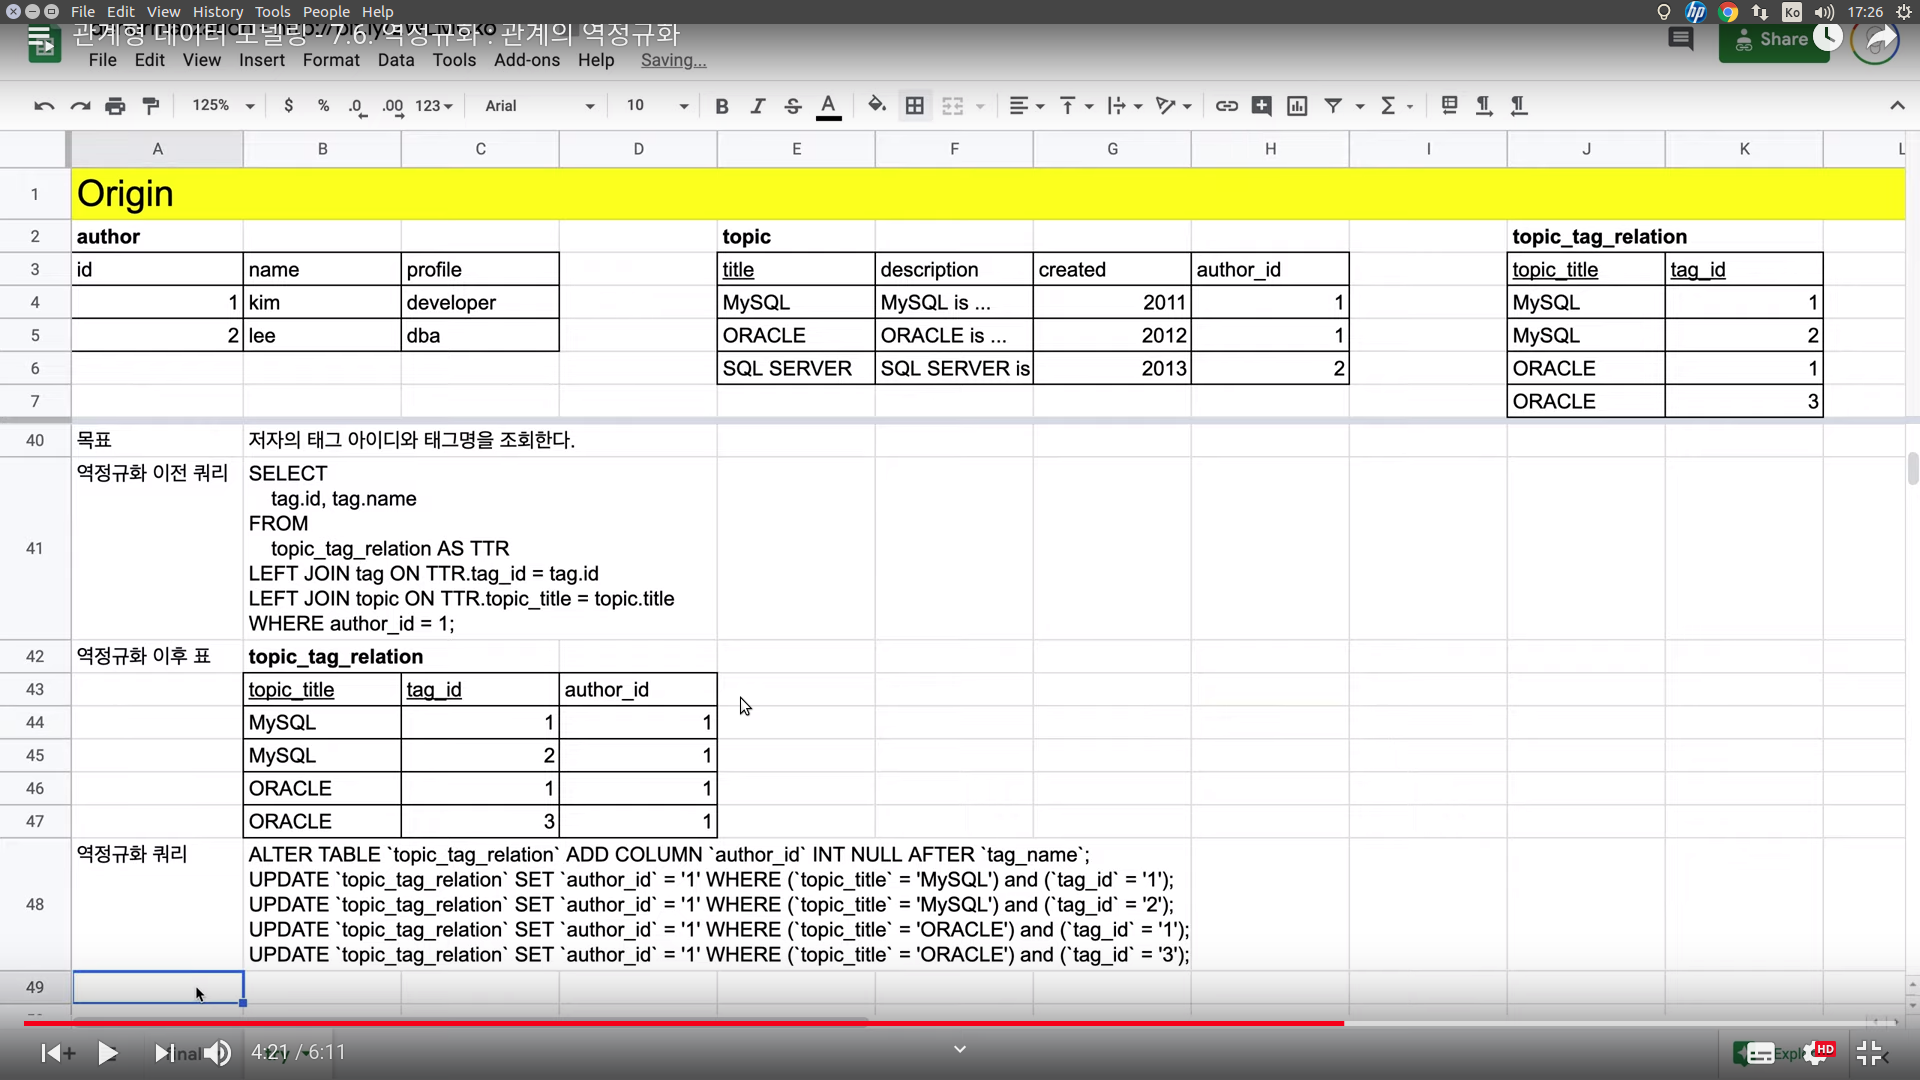 File Edit View History Tools People Help
Ko 17:26
관계형 데이터 모델링 - 7.6. 역정규화 : 관계의 역정규화
Share
File Edit View Insert Format Data Tools Add-ons Help Saving...
125% $ % .0 .00 123 Arial 10 B I S A
A B C D E F G H I J K L
1 Origin
2 author topic topic_tag_relation
3 id name profile title description created author_id topic_title tag_id
4 1 kim developer MySQL MySQL is ... 2011 1 MySQL 1
5 2 lee dba ORACLE ORACLE is ... 2012 1 MySQL 2
6 SQL SERVER SQL SERVER is 2013 2 ORACLE 1
7 ORACLE 3
40 목표 저자의 태그 아이디와 태그명을 조회한다.
41 역정규화 이전 쿼리 SELECT
tag.id, tag.name
FROM
topic_tag_relation AS TTR
LEFT JOIN tag ON TTR.tag_id = tag.id
LEFT JOIN topic ON TTR.topic_title = topic.title
WHERE author_id = 1;
42 역정규화 이후 표 topic_tag_relation
43 topic_title tag_id author_id
44 MySQL 1 1
45 MySQL 2 1
46 ORACLE 1 1
47 ORACLE 3 1
48 역정규화 쿼리 ALTER TABLE `topic_tag_relation` ADD COLUMN `author_id` INT NULL AFTER `tag_name`;
UPDATE `topic_tag_relation` SET `author_id` = '1' WHERE (`topic_title` = 'MySQL') and (`tag_id` = '1');
UPDATE `topic_tag_relation` SET `author_id` = '1' WHERE (`topic_title` = 'MySQL') and (`tag_id` = '2');
UPDATE `topic_tag_relation` SET `author_id` = '1' WHERE (`topic_title` = 'ORACLE') and (`tag_id` = '1');
UPDATE `topic_tag_relation` SET `author_id` = '1' WHERE (`topic_title` = 'ORACLE') and (`tag_id` = '3');
49
4:21 / 6:11 HD